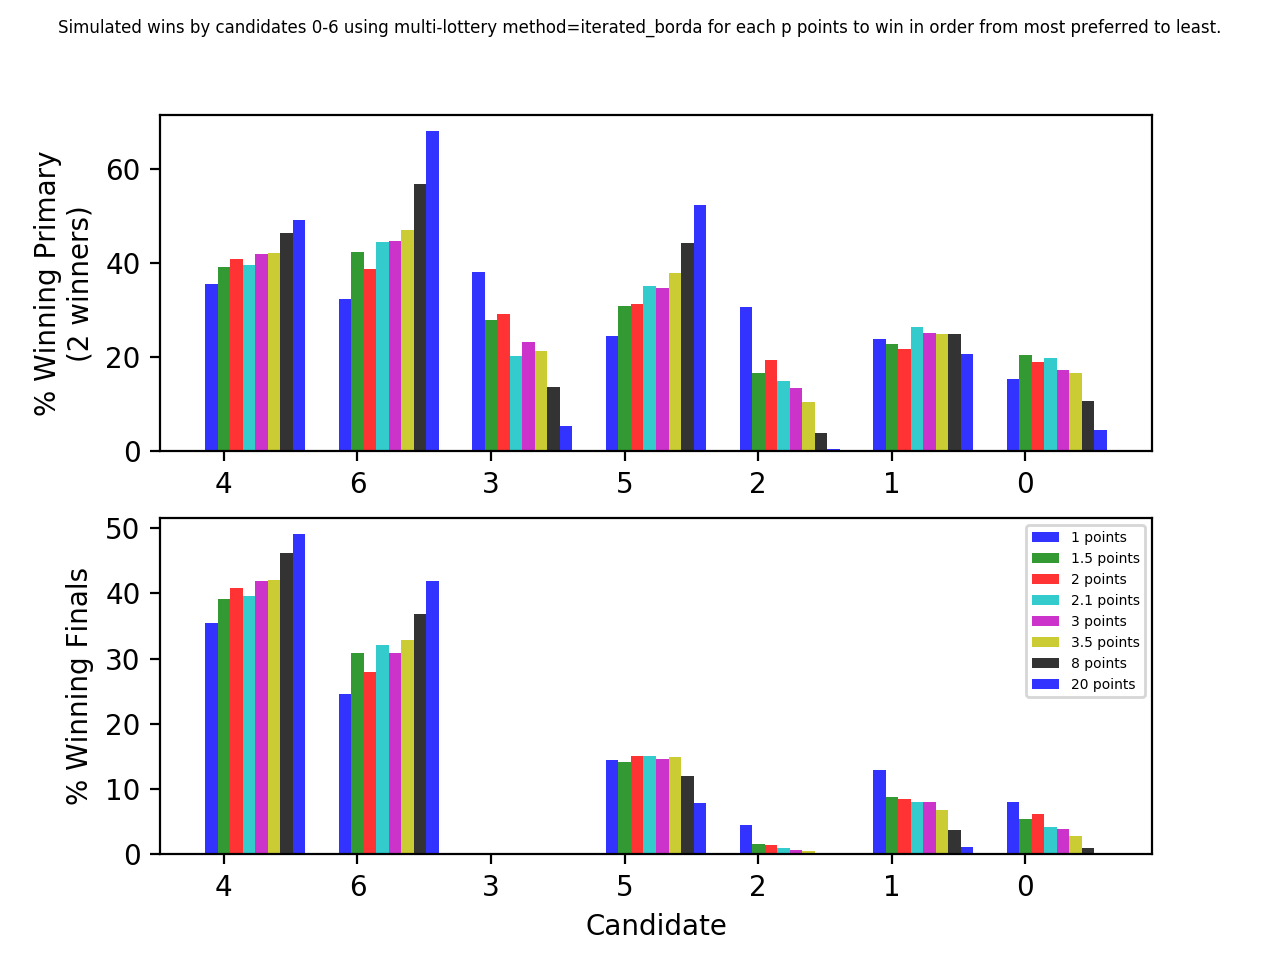 Simulated wins by candidates 0-6 using multi-lottery method=iterated_borda for each p points to win in order from most preferred to least.
% Winning Primary
(2 winners)
60
40
20
0
4 6 3 5 2 1 0
% Winning Finals
50
40
30
20
10
0
1 points
1.5 points
2 points
2.1 points
3 points
3.5 points
8 points
20 points
4 6 3 5 2 1 0
Candidate